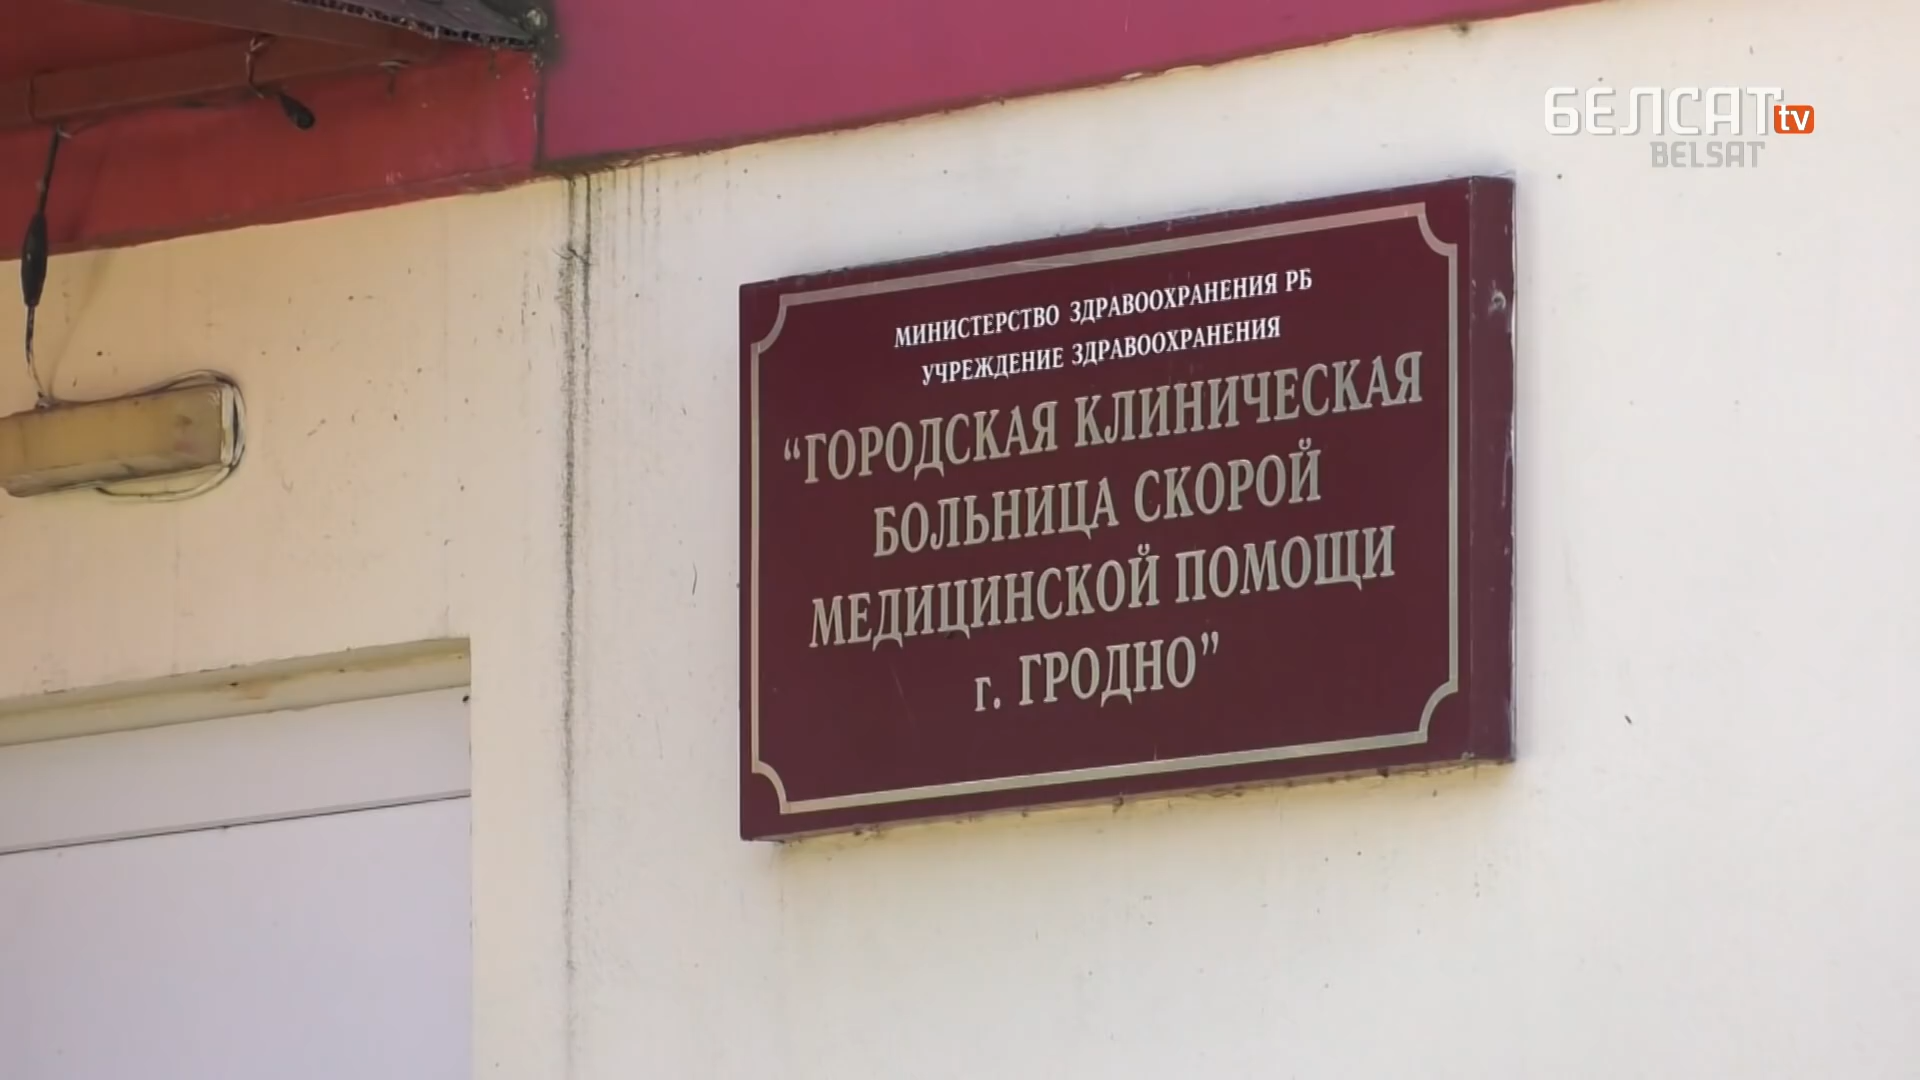 БЕЛСАТ tv
BELSAT
МИНИСТЕРСТВО ЗДРАВООХРАНЕНИЯ РБ
УЧРЕЖДЕНИЕ ЗДРАВООХРАНЕНИЯ
“ГОРОДСКАЯ КЛИНИЧЕСКАЯ
БОЛЬНИЦА СКОРОЙ
МЕДИЦИНСКОЙ ПОМОЩИ
г. ГРОДНО”